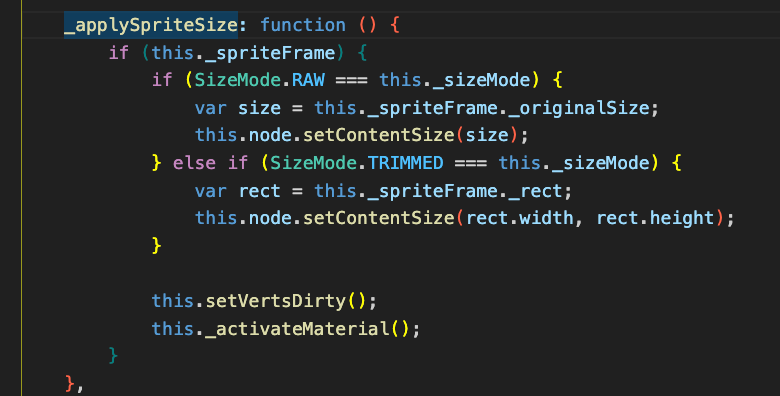 _applySpriteSize: function () {
if (this._spriteFrame) {
if (SizeMode.RAW === this._sizeMode) {
var size = this._spriteFrame._originalSize;
this.node.setContentSize(size);
} else if (SizeMode.TRIMMED === this._sizeMode) {
var rect = this._spriteFrame._rect;
this.node.setContentSize(rect.width, rect.height);
}
this.setVertsDirty();
this._activateMaterial();
}
},